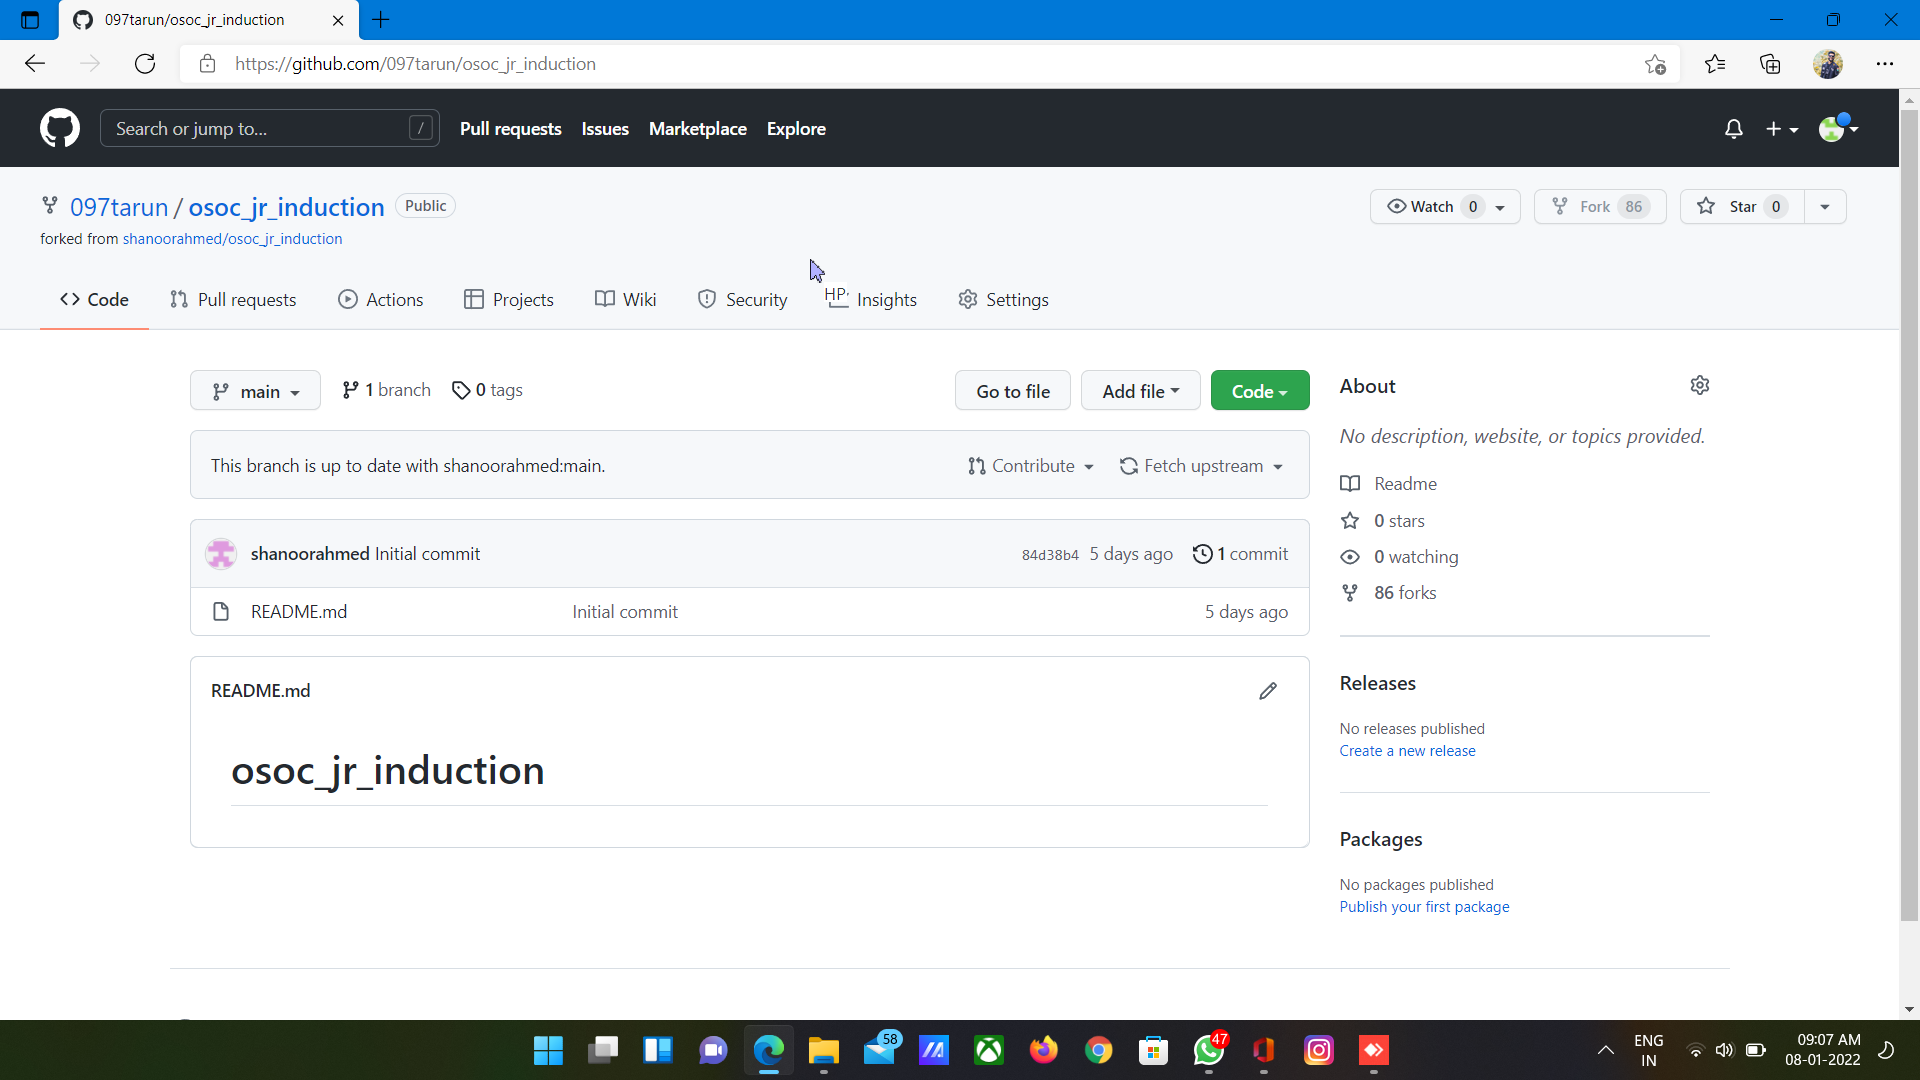 097tarun/osoc_jr_induction
https://github.com/097tarun/osoc_jr_induction
Search or jump to... /
Pull requests Issues Marketplace Explore
097tarun / osoc_jr_induction Public
Watch 0 Fork 86 Star 0
forked from shanoorahmed/osoc_jr_induction
HP
Code Pull requests Actions Projects Wiki Security Insights Settings
main 1 branch 0 tags Go to file Add file Code
This branch is up to date with shanoorahmed:main. Contribute Fetch upstream
shanoorahmed Initial commit 84d38b4 5 days ago 1 commit
README.md Initial commit 5 days ago
README.md
osoc_jr_induction
About
No description, website, or topics provided.
Readme
0 stars
0 watching
86 forks
Releases
No releases published
Create a new release
Packages
No packages published
Publish your first package
58
47
ENG
IN
09:07 AM
08-01-2022